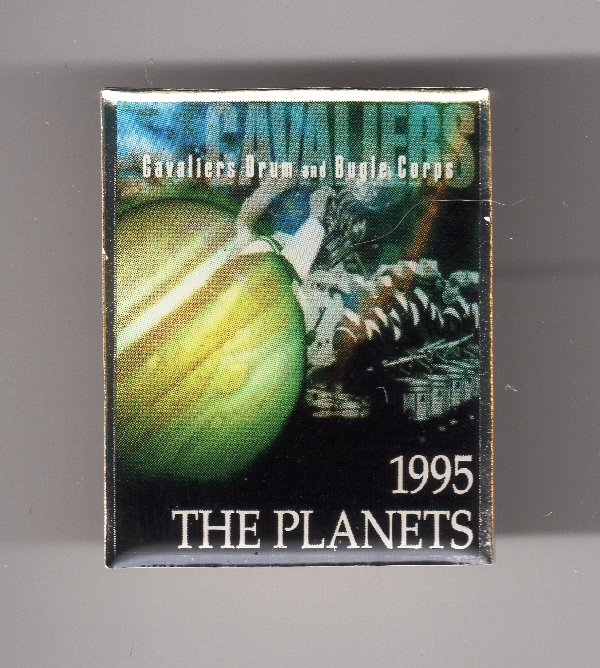 CAVALIERS
Cavaliers Drum and Bugle Corps
1995
THE PLANETS